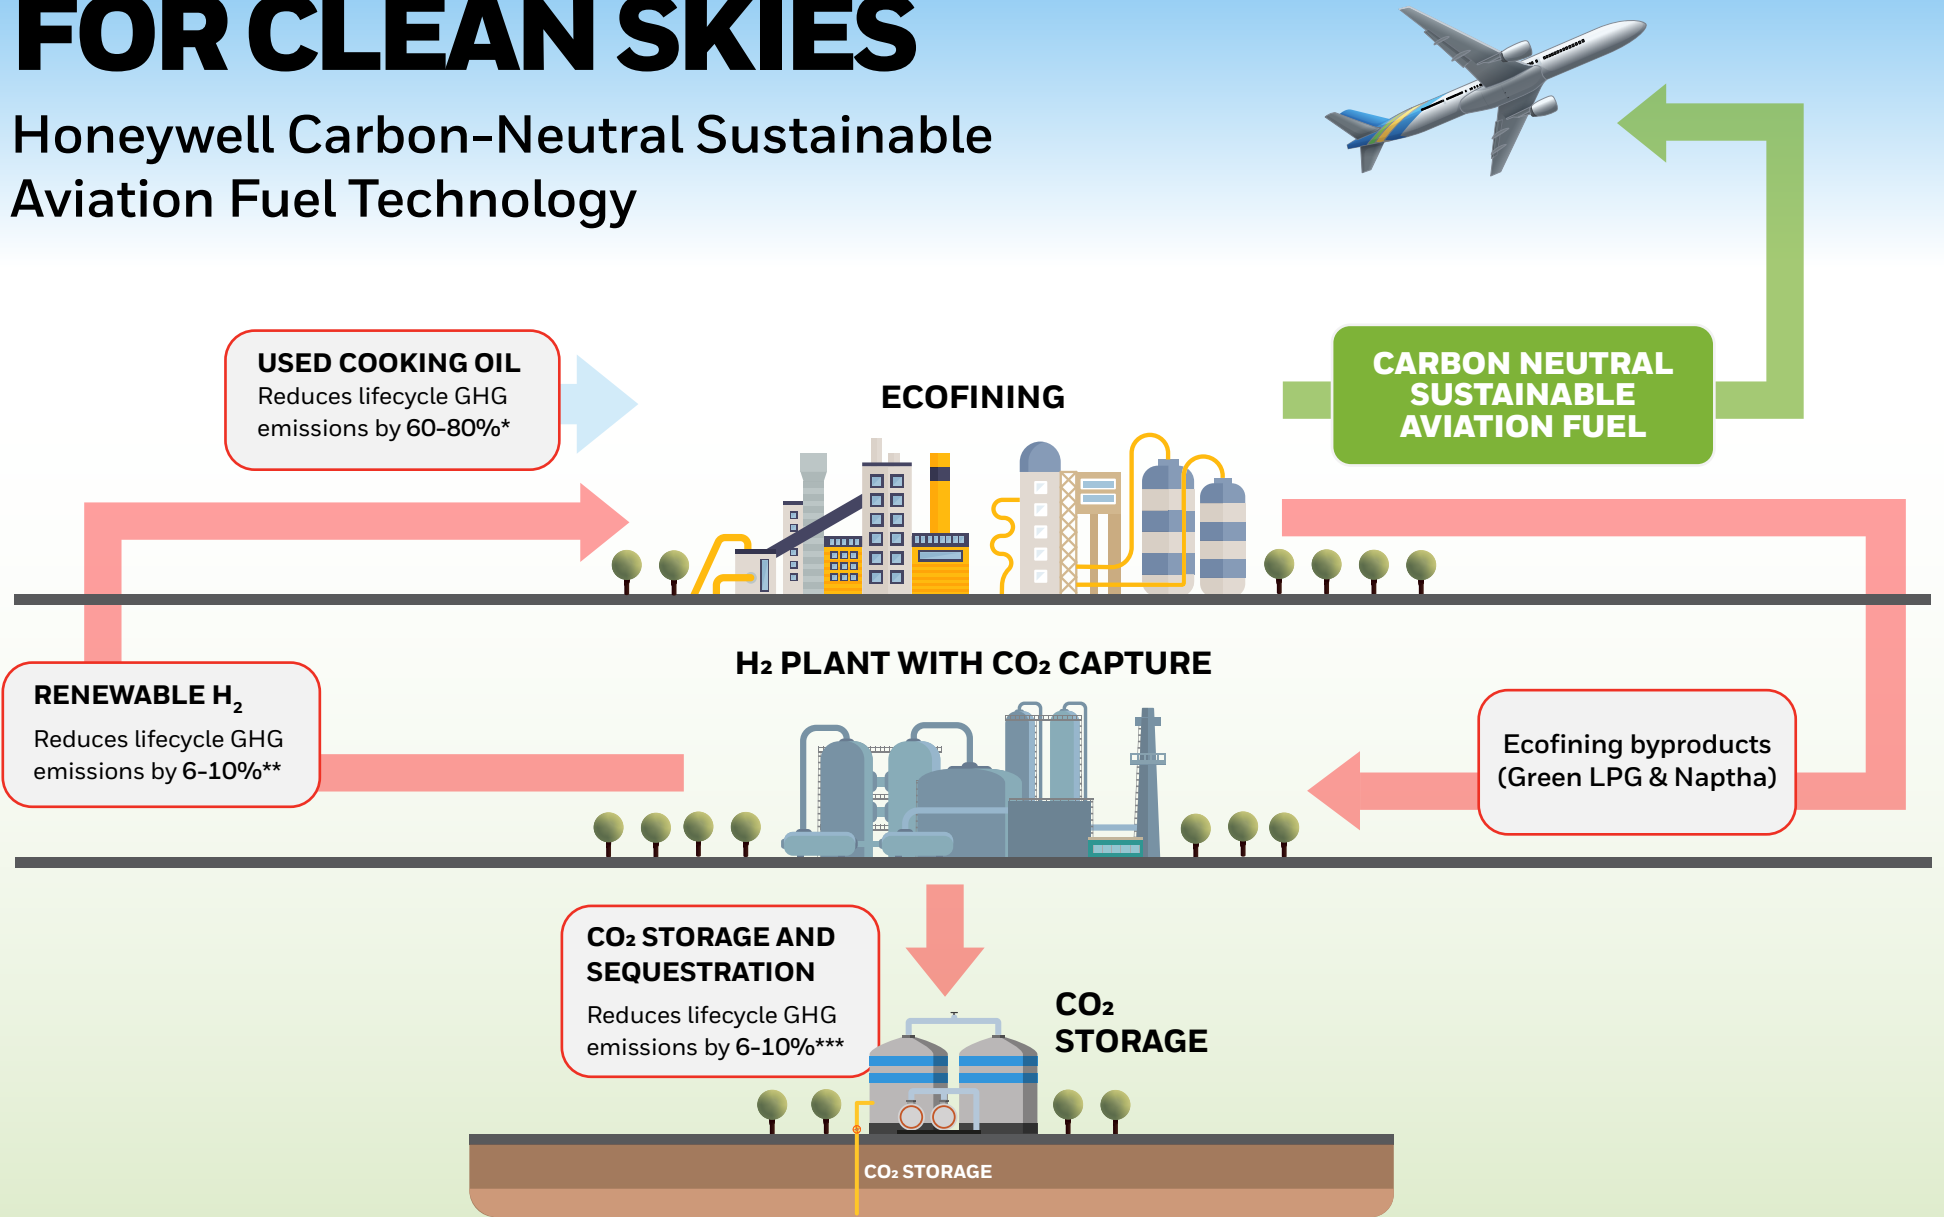 FOR CLEAN SKIES
Honeywell Carbon-Neutral Sustainable
Aviation Fuel Technology
USED COOKING OIL
Reduces lifecycle GHG
emissions by 60-80%*
ECOFINING
CARBON NEUTRAL
SUSTAINABLE
AVIATION FUEL
H₂ PLANT WITH CO₂ CAPTURE
RENEWABLE H₂
Reduces lifecycle GHG
emissions by 6-10%**
Ecofining byproducts
(Green LPG & Naptha)
CO₂ STORAGE AND
SEQUESTRATION
Reduces lifecycle GHG
emissions by 6-10%***
CO₂
STORAGE
CO₂ STORAGE